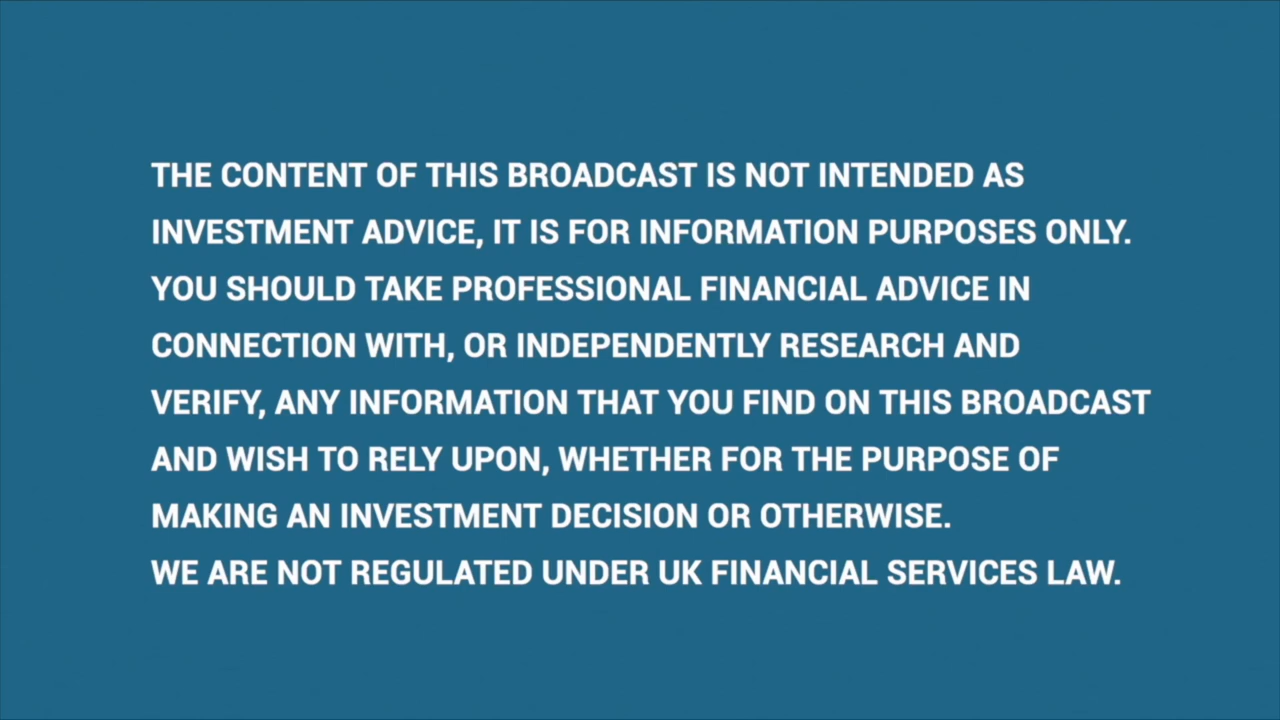 THE CONTENT OF THIS BROADCAST IS NOT INTENDED AS
INVESTMENT ADVICE, IT IS FOR INFORMATION PURPOSES ONLY.
YOU SHOULD TAKE PROFESSIONAL FINANCIAL ADVICE IN
CONNECTION WITH, OR INDEPENDENTLY RESEARCH AND
VERIFY, ANY INFORMATION THAT YOU FIND ON THIS BROADCAST
AND WISH TO RELY UPON, WHETHER FOR THE PURPOSE OF
MAKING AN INVESTMENT DECISION OR OTHERWISE.
WE ARE NOT REGULATED UNDER UK FINANCIAL SERVICES LAW.